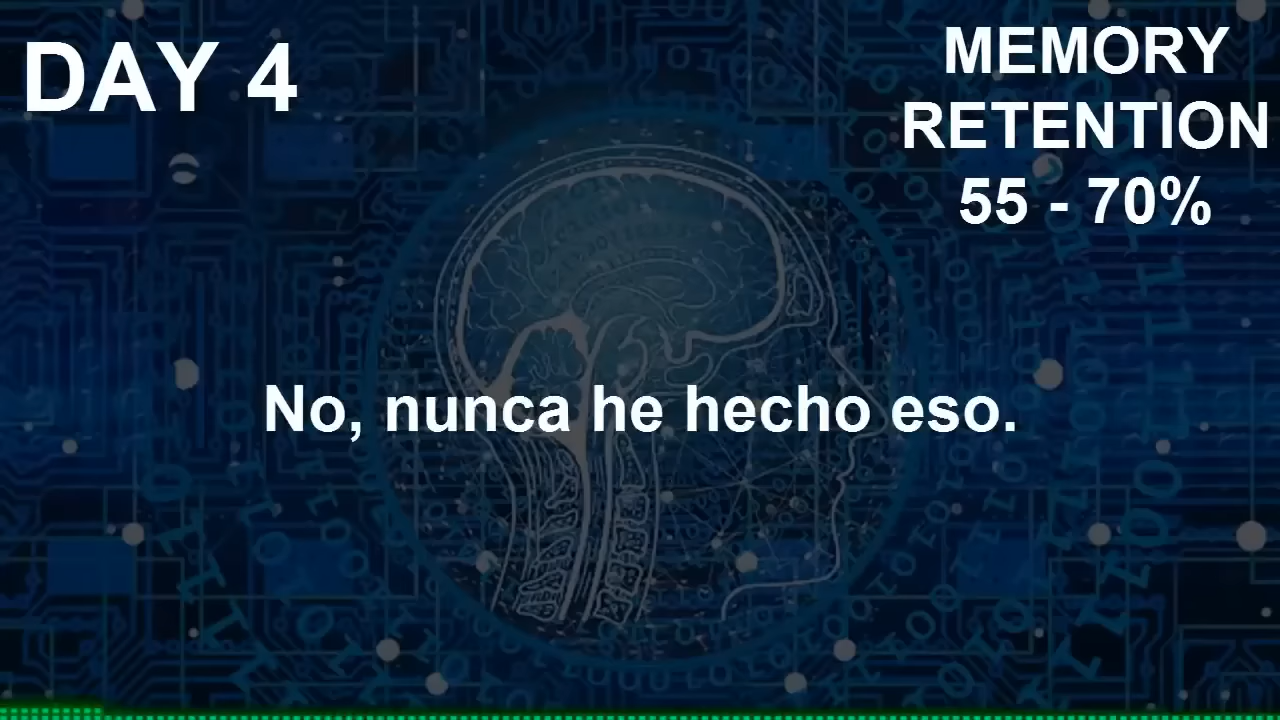 DAY 4
MEMORY
RETENTION
55 - 70%
No, nunca he hecho eso.